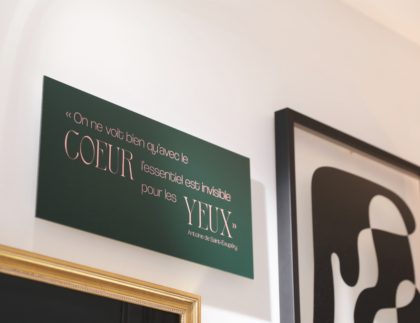 « On ne voit bien qu'avec le
COEUR l'essentiel est invisible
pour les YEUX»
Antoine de Saint-Exupéry